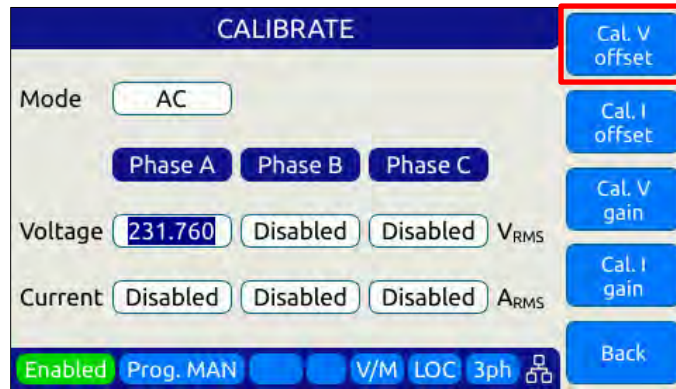 CALIBRATE
Mode AC
Phase A Phase B Phase C
Voltage 231.760 Disabled Disabled VRMS
Current Disabled Disabled Disabled ARMS
Enabled Prog. MAN V/M LOC 3ph
Cal. V
offset
Cal. I
offset
Cal. V
gain
Cal. I
gain
Back